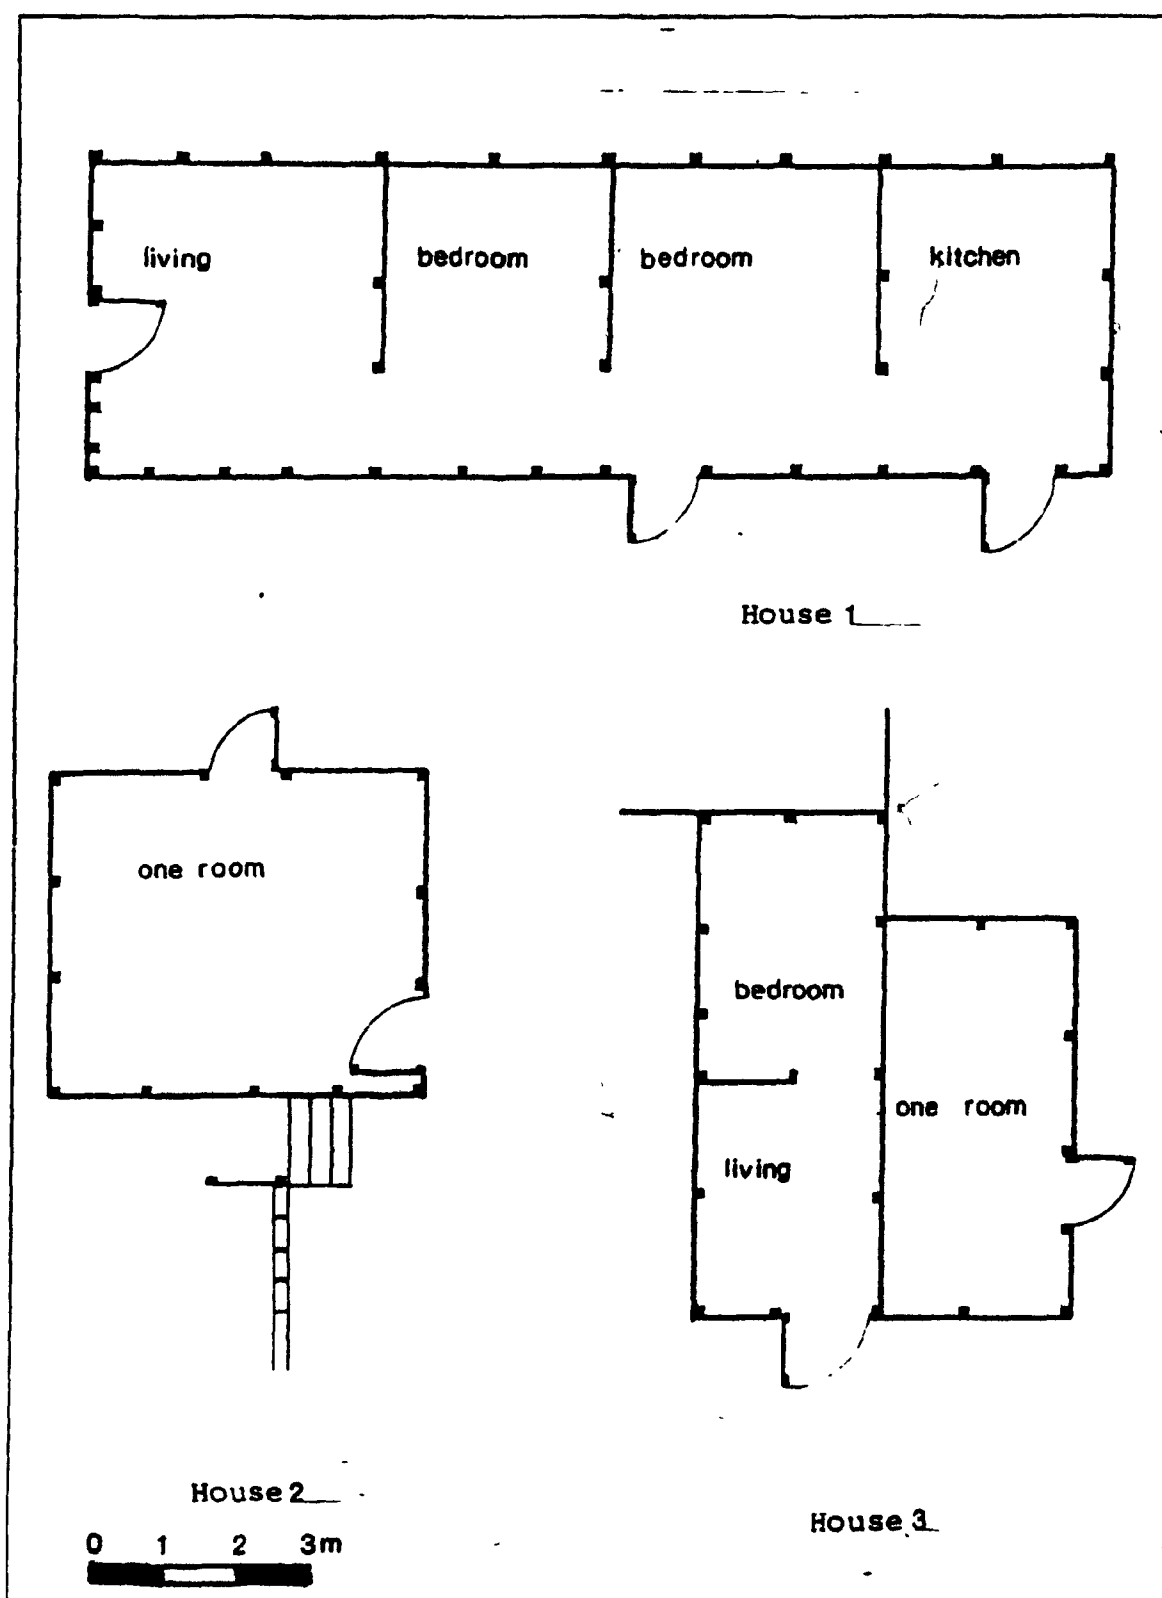 living
bedroom
bedroom
kitchen
House 1
one room
bedroom
one room
living
House 2
House 3
0 1 2 3m